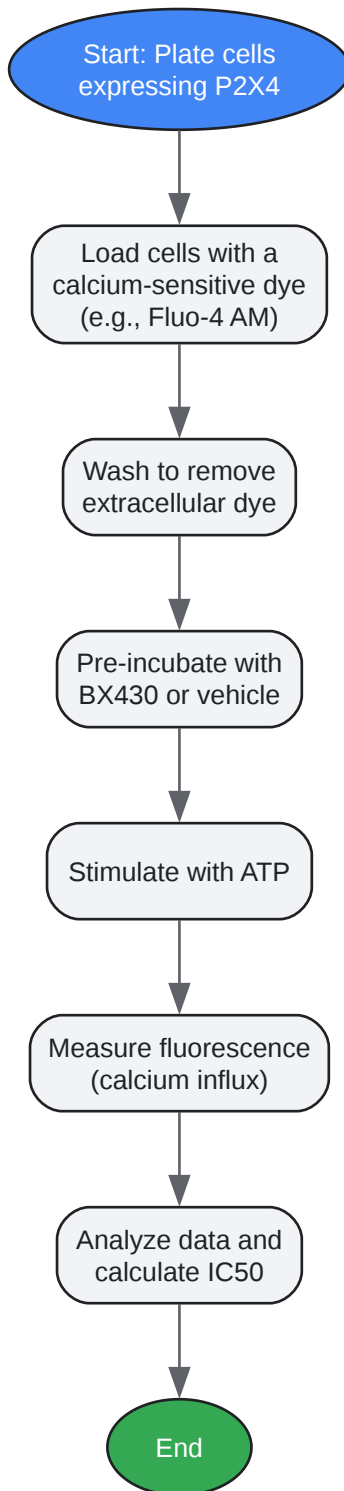 Start: Plate cells
expressing P2X4
Load cells with a
calcium-sensitive dye
(e.g., Fluo-4 AM)
Wash to remove
extracellular dye
Pre-incubate with
BX430 or vehicle
Stimulate with ATP
Measure fluorescence
(calcium influx)
Analyze data and
calculate IC50
End